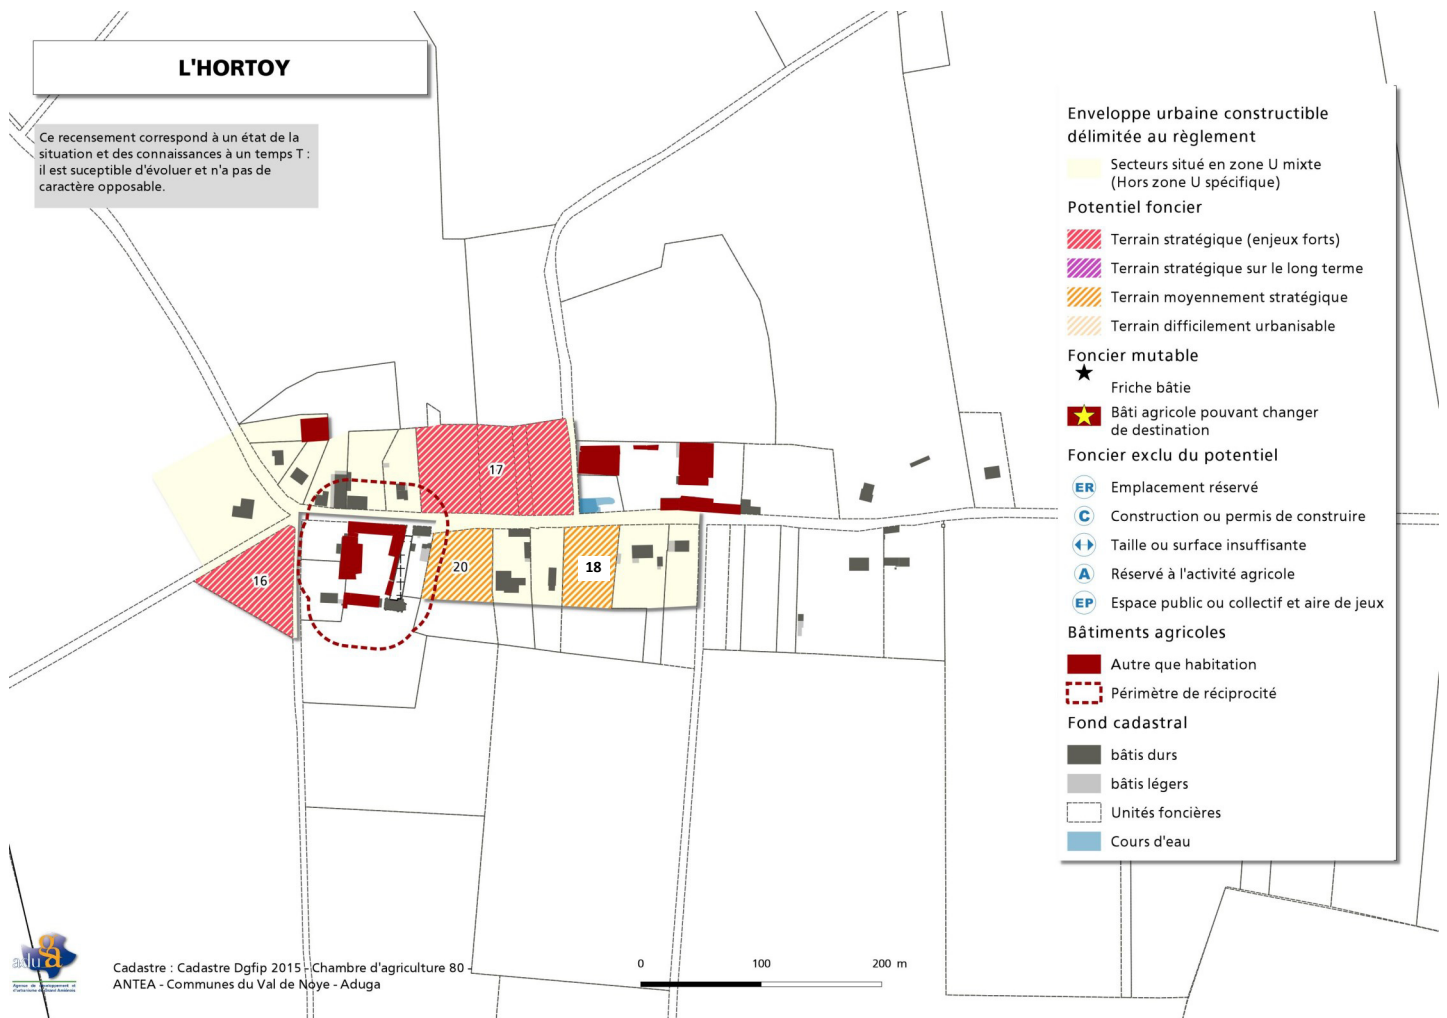 L'HORTOY
Ce recensement correspond à un état de la
situation et des connaissances à un temps T :
il est suceptible d'évoluer et n'a pas de
caractère opposable.
Enveloppe urbaine constructible
délimitée au règlement
Secteurs situé en zone U mixte
(Hors zone U spécifique)
Potentiel foncier
Terrain stratégique (enjeux forts)
Terrain stratégique sur le long terme
Terrain moyennement stratégique
Terrain difficilement urbanisable
Foncier mutable
Friche bâtie
Bâti agricole pouvant changer
de destination
Foncier exclu du potentiel
ER Emplacement réservé
C Construction ou permis de construire
Taille ou surface insuffisante
A Réservé à l'activité agricole
EP Espace public ou collectif et aire de jeux
Bâtiments agricoles
Autre que habitation
Périmètre de réciprocité
Fond cadastral
bâtis durs
bâtis légers
Unités foncières
Cours d'eau
17
16
20
18
aduga
Cadastre : Cadastre Dgfip 2015 - Chambre d'agriculture 80 -
ANTEA - Communes du Val de Noye - Aduga
0 100 200 m